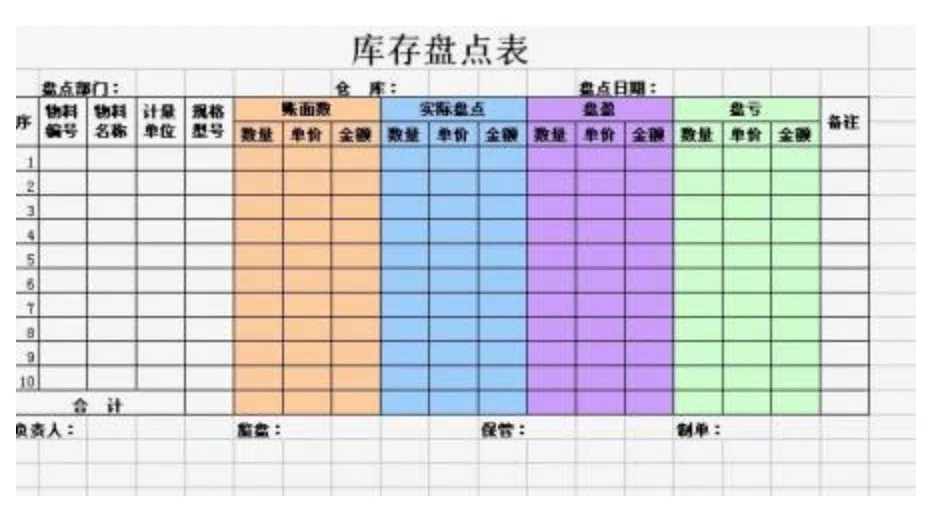 库存盘点表
盘点部门： 仓 库： 盘点日期：
序 物料编号 物料名称 计量单位 规格型号 账面数 实际盘点 盘盈 盘亏 备注
数量 单价 金额 数量 单价 金额 数量 单价 金额 数量 单价 金额
1
2
3
4
5
6
7
8
9
10
合 计
负责人： 监盘： 保管： 制单：